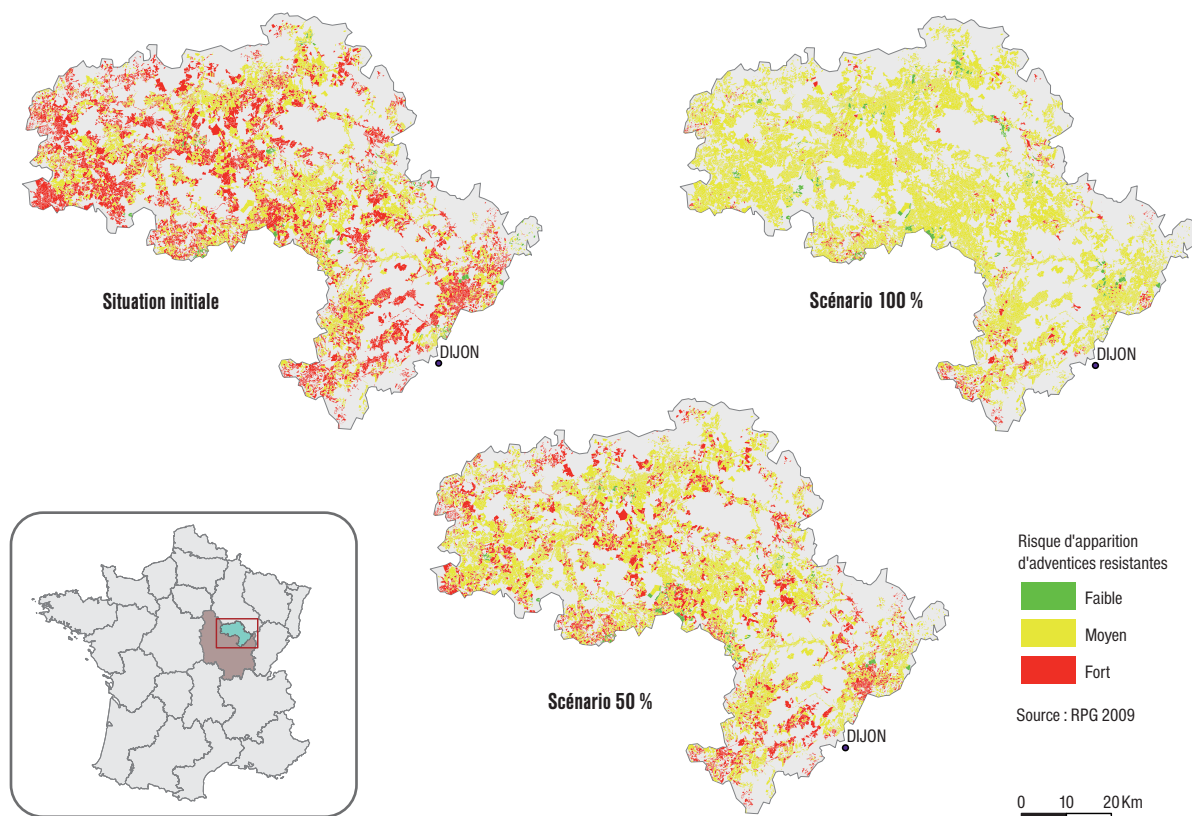 Situation initiale
DIJON
Scénario 100 %
DIJON
Scénario 50 %
DIJON
Risque d'apparition
d'adventices resistantes
Faible
Moyen
Fort
Source : RPG 2009
0 10 20 Km